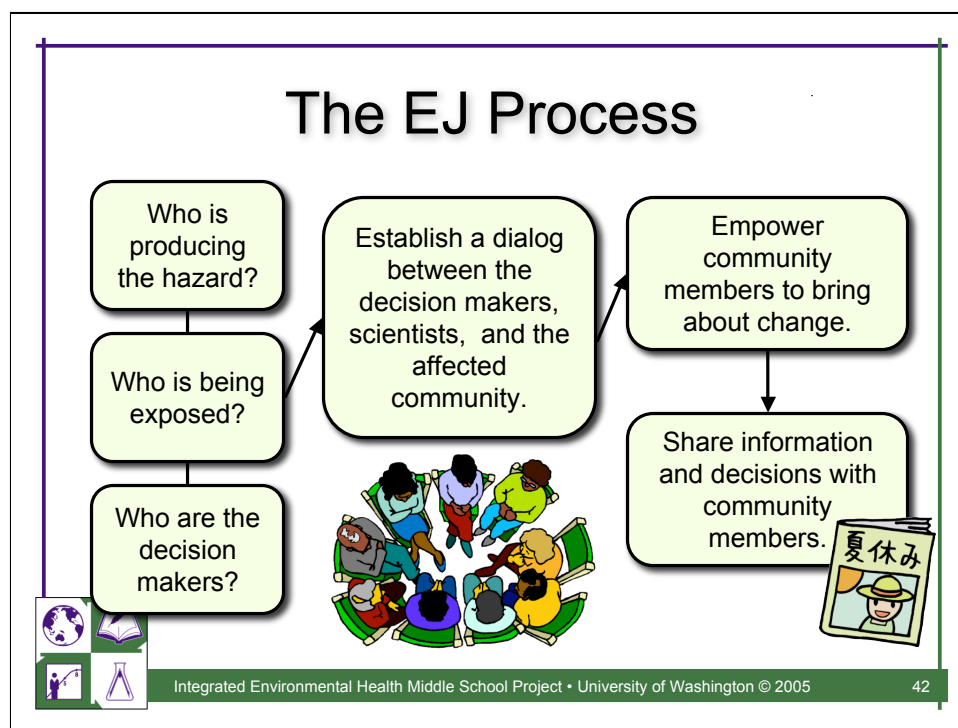 The EJ Process
Who is
producing
the hazard?
Who is being
exposed?
Who are the
decision
makers?
Establish a dialog
between the
decision makers,
scientists, and the
affected
community.
Empower
community
members to bring
about change.
Share information
and decisions with
community
members.
夏休み
Integrated Environmental Health Middle School Project • University of Washington © 2005
42